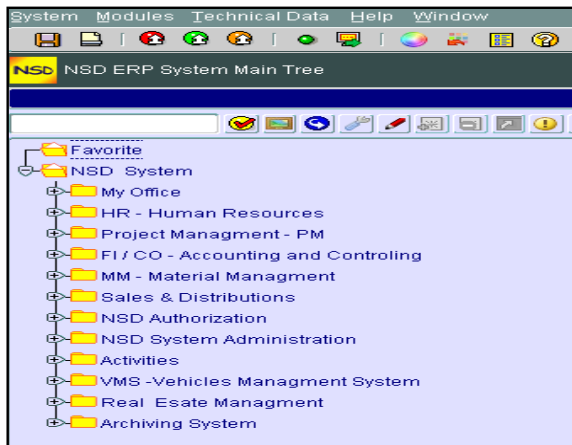 System Modules Technical Data Help Window
NSD NSD ERP System Main Tree
Favorite
NSD System
My Office
HR - Human Resources
Project Managment - PM
FI / CO - Accounting and Controling
MM - Material Managment
Sales & Distributions
NSD Authorization
NSD System Administration
Activities
VMS -Vehicles Managment System
Real Esate Managment
Archiving System